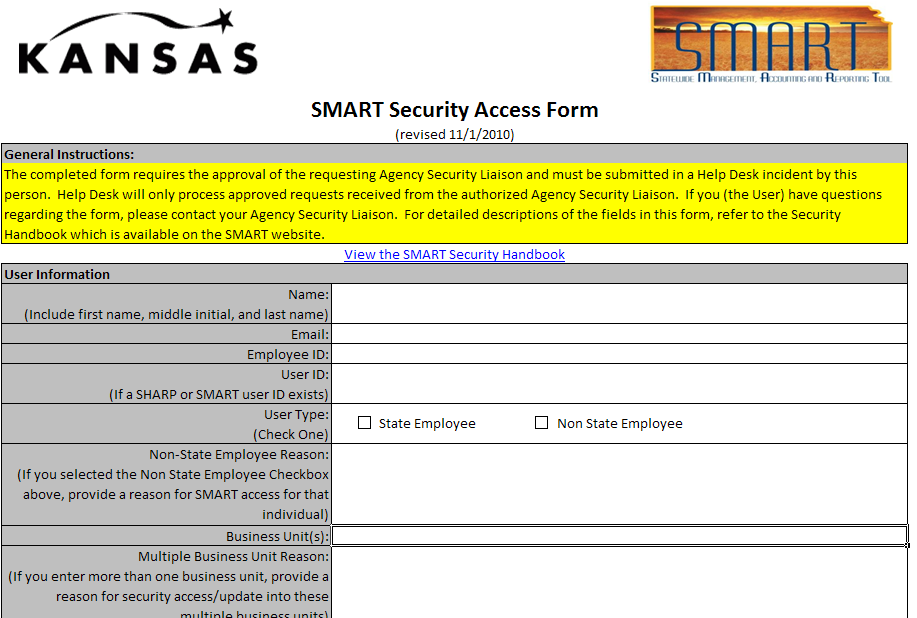 KANSAS
SMART
STATEWIDE MANAGEMENT, ACCOUNTING AND REPORTING TOOL
SMART Security Access Form
(revised 11/1/2010)
General Instructions:
The completed form requires the approval of the requesting Agency Security Liaison and must be submitted in a Help Desk incident by this
person.  Help Desk will only process approved requests received from the authorized Agency Security Liaison.  If you (the User) have questions
regarding the form, please contact your Agency Security Liaison.  For detailed descriptions of the fields in this form, refer to the Security
Handbook which is available on the SMART website.
View the SMART Security Handbook
User Information
Name:
(Include first name, middle initial, and last name)
Email:
Employee ID:
User ID:
(If a SHARP or SMART user ID exists)
User Type:
(Check One)
State Employee
Non State Employee
Non-State Employee Reason:
(If you selected the Non State Employee Checkbox
above, provide a reason for SMART access for that
individual)
Business Unit(s):
Multiple Business Unit Reason:
(If you enter more than one business unit, provide a
reason for security access/update into these
multiple business units)